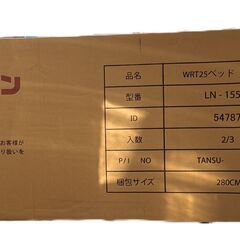 ン
お客様が
り扱いを
品名 WRT25ベッド
型番 LN - 155
ID 54787
入数 2/3
P/I NO TANSU-
梱包サイズ 280CM